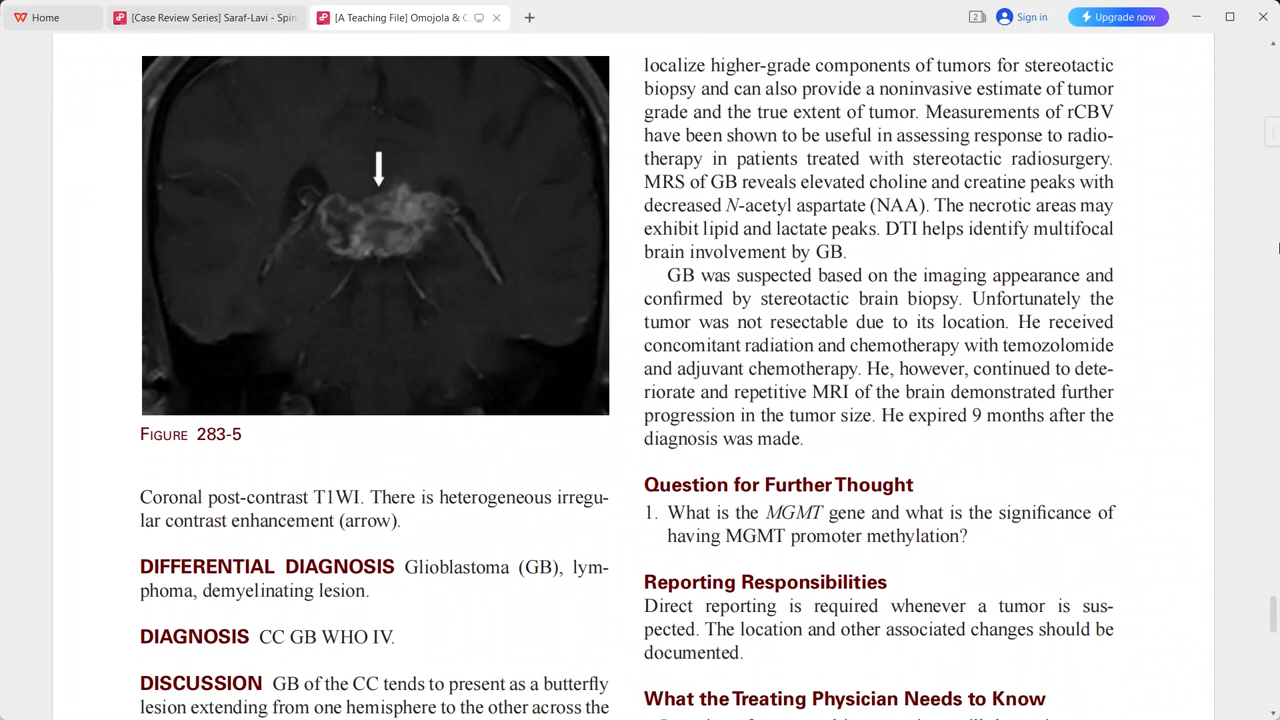 Home
[Case Review Series] Saraf-Lavi - Spin
[A Teaching File] Omojola & C
2
Sign in
Upgrade now
FIGURE 283-5
Coronal post-contrast T1WI. There is heterogeneous irregu-
lar contrast enhancement (arrow).
DIFFERENTIAL DIAGNOSIS Glioblastoma (GB), lym-
phoma, demyelinating lesion.
DIAGNOSIS CC GB WHO IV.
DISCUSSION GB of the CC tends to present as a butterfly
lesion extending from one hemisphere to the other across the
localize higher-grade components of tumors for stereotactic
biopsy and can also provide a noninvasive estimate of tumor
grade and the true extent of tumor. Measurements of rCBV
have been shown to be useful in assessing response to radio-
therapy in patients treated with stereotactic radiosurgery.
MRS of GB reveals elevated choline and creatine peaks with
decreased N-acetyl aspartate (NAA). The necrotic areas may
exhibit lipid and lactate peaks. DTI helps identify multifocal
brain involvement by GB.
GB was suspected based on the imaging appearance and
confirmed by stereotactic brain biopsy. Unfortunately the
tumor was not resectable due to its location. He received
concomitant radiation and chemotherapy with temozolomide
and adjuvant chemotherapy. He, however, continued to dete-
riorate and repetitive MRI of the brain demonstrated further
progression in the tumor size. He expired 9 months after the
diagnosis was made.
Question for Further Thought
1. What is the MGMT gene and what is the significance of
having MGMT promoter methylation?
Reporting Responsibilities
Direct reporting is required whenever a tumor is sus-
pected. The location and other associated changes should be
documented.
What the Treating Physician Needs to Know